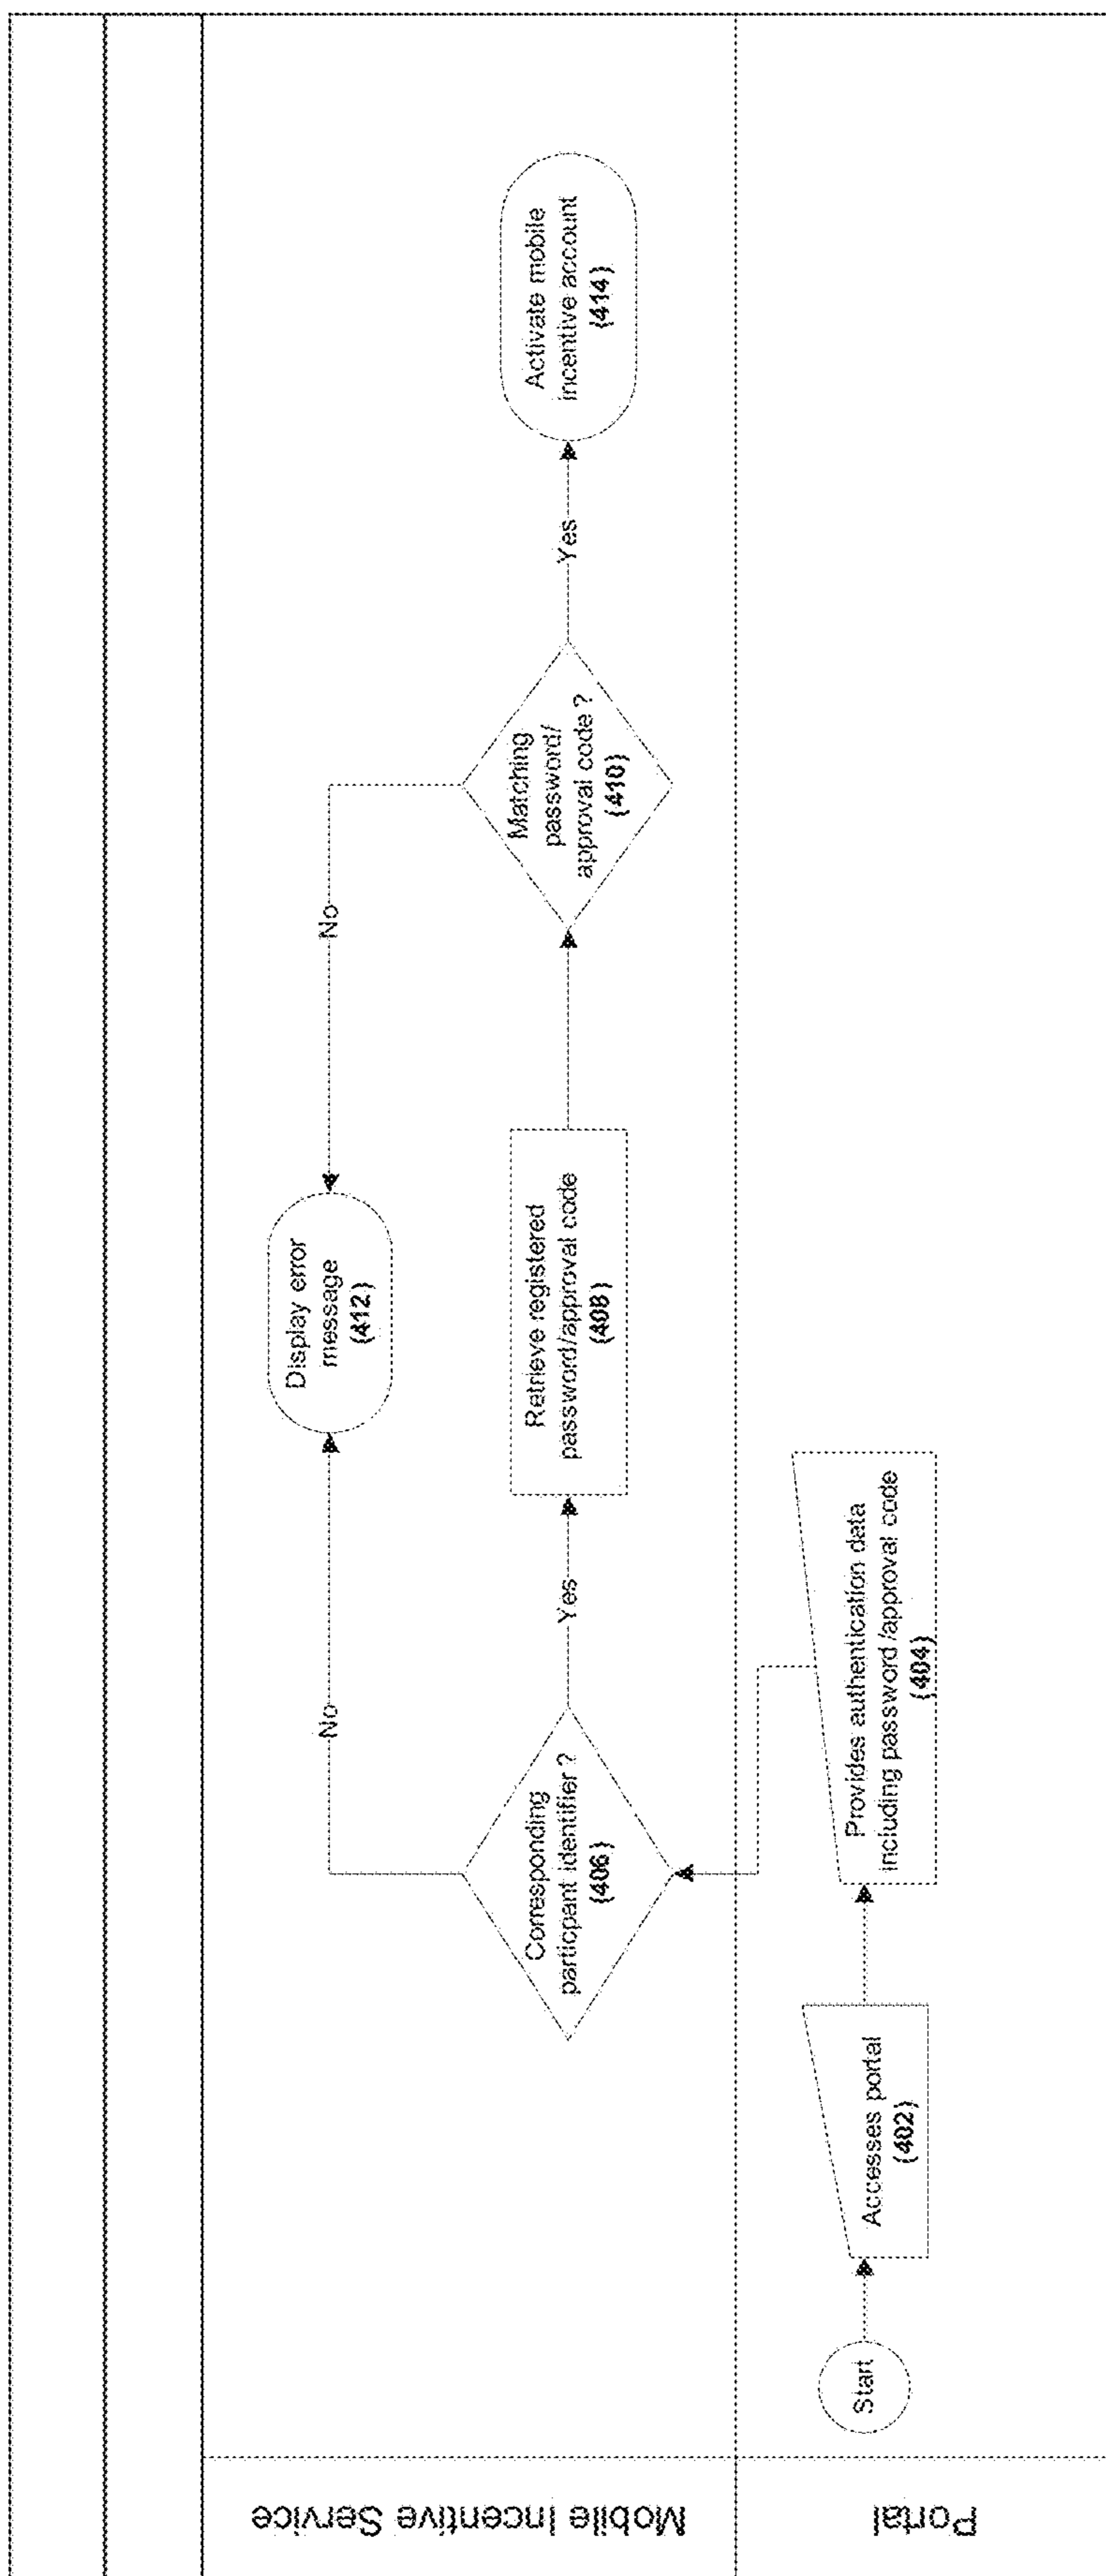 Mobile Incentive Service
Display error
message
(412)
No
No
Corresponding
particpant identifier ?
(406)
Yes
Retrieve registered
password/approval code
(408)
Matching
password/
approval code ?
(410)
Yes
Activate mobile
incentive account
(414)
Portal
Start
Accesses portal
(402)
Provides authentication data
including password /approval code
(404)